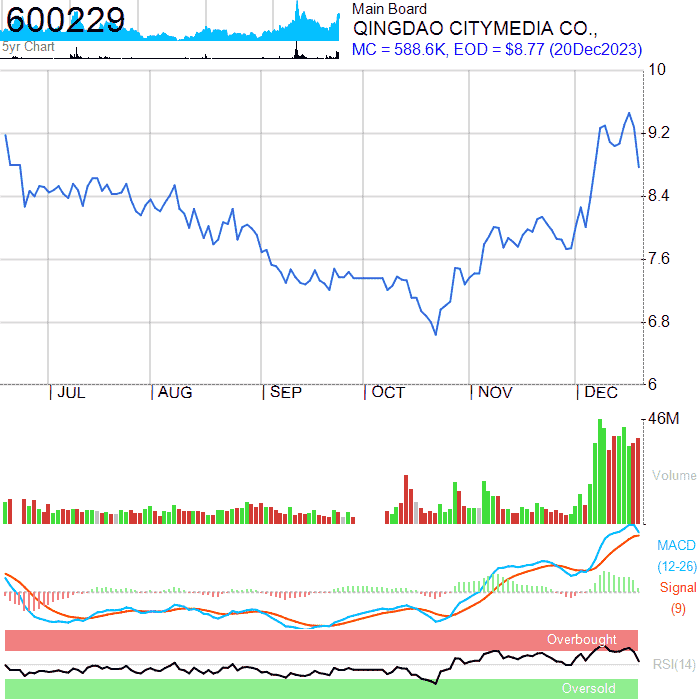 600229
Main Board
QINGDAO CITYMEDIA CO.,
5yr Chart
MC = 588.6K, EOD = $8.77 (20Dec2023)
10
9.2
8.4
7.6
6.8
6
JUL
AUG
SEP
OCT
NOV
DEC
46M
Volume
MACD
(12-26)
Signal
(9)
Overbought
RSI(14)
Oversold